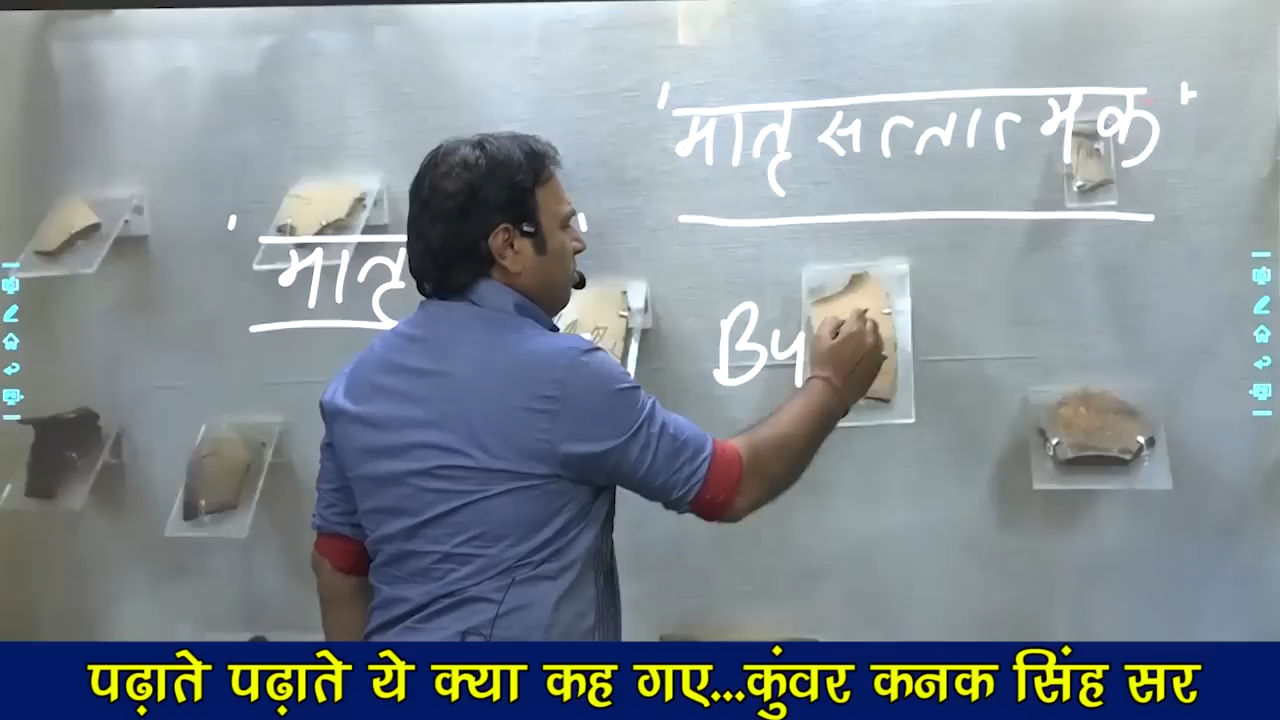 'मातृ सत्तात्मक'
'मातृ
By
पढ़ाते पढ़ाते ये क्या कह गए...कुंवर कनक सिंह सर